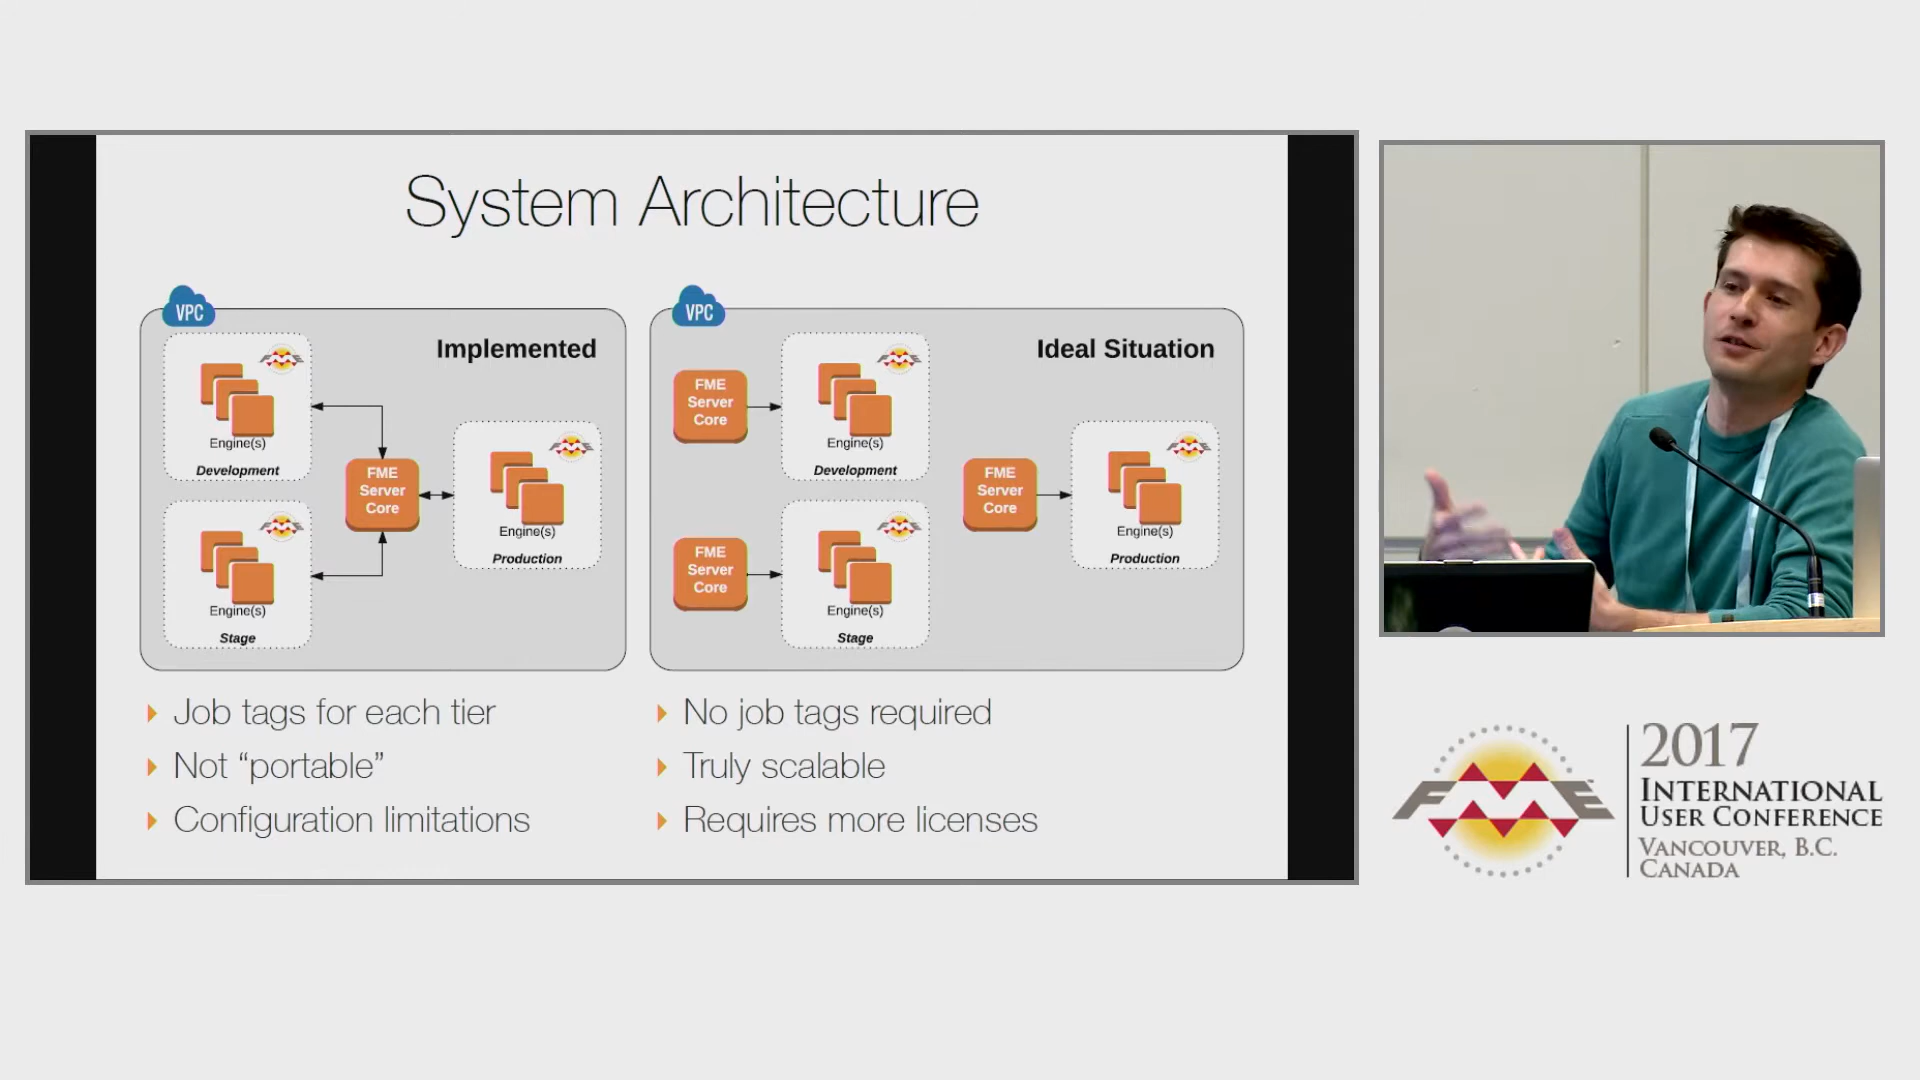 System Architecture
VPC
Implemented
Engine(s)
Development
FME
Server
Core
Engine(s)
Production
Engine(s)
Stage
VPC
Ideal Situation
FME
Server
Core
Engine(s)
Development
FME
Server
Core
Engine(s)
Production
FME
Server
Core
Engine(s)
Stage
Job tags for each tier
Not “portable”
Configuration limitations
No job tags required
Truly scalable
Requires more licenses
FME
2017
INTERNATIONAL
USER CONFERENCE
VANCOUVER, B.C.
CANADA